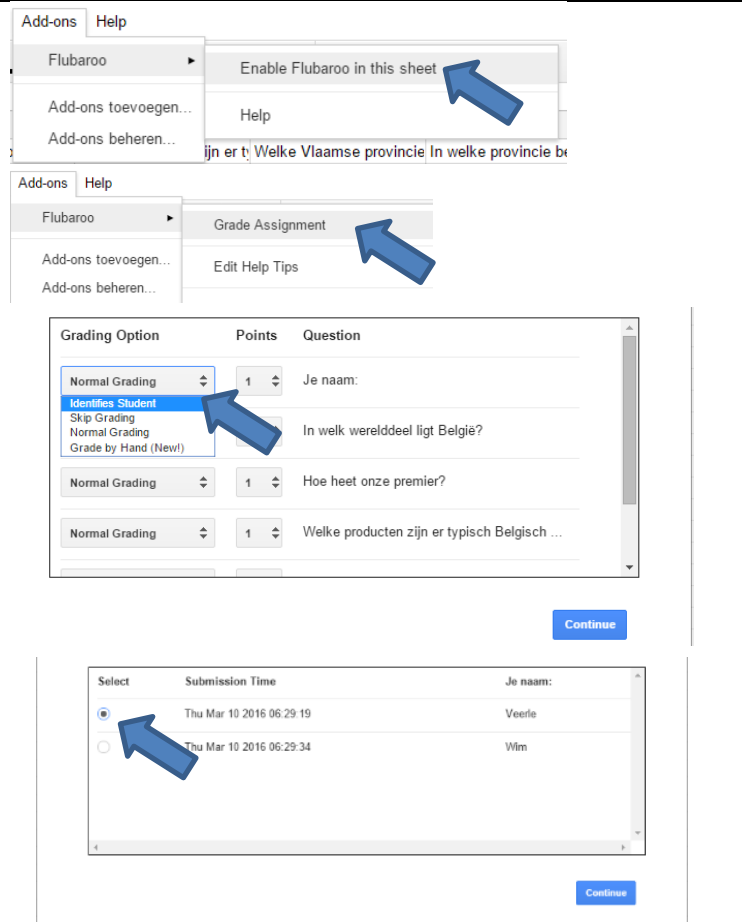 Add-ons Help
Flubaroo ► Enable Flubaroo in this sheet
Add-ons toevoegen...
Help
Add-ons beheren...
ijn er ty Welke Vlaamse provincie In welke provincie be
Add-ons Help
Flubaroo ► Grade Assignment
Add-ons toevoegen... Edit Help Tips
Add-ons beheren...
Grading Option Points Question
Normal Grading 1 Je naam:
Identifies Student
Skip Grading
Normal Grading In welk werelddeel ligt België?
Grade by Hand (New!)
Normal Grading 1 Hoe heet onze premier?
Normal Grading 1 Welke producten zijn er typisch Belgisch ...
Continue
Select Submission Time Je naam:
Thu Mar 10 2016 06:29:19 Veerle
Thu Mar 10 2016 06:29:34 Wim
Continue